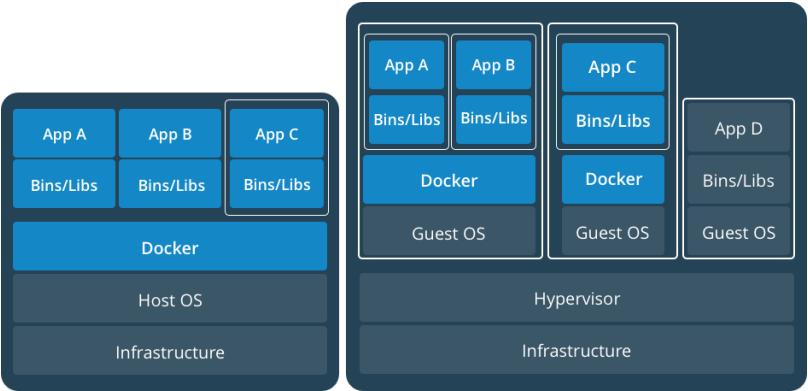 App A
App B
App C
Bins/Libs
Bins/Libs
Bins/Libs
Docker
Host OS
Infrastructure
App A
App B
Bins/Libs
Bins/Libs
Docker
Guest OS
App C
Bins/Libs
Docker
Guest OS
App D
Bins/Libs
Guest OS
Hypervisor
Infrastructure